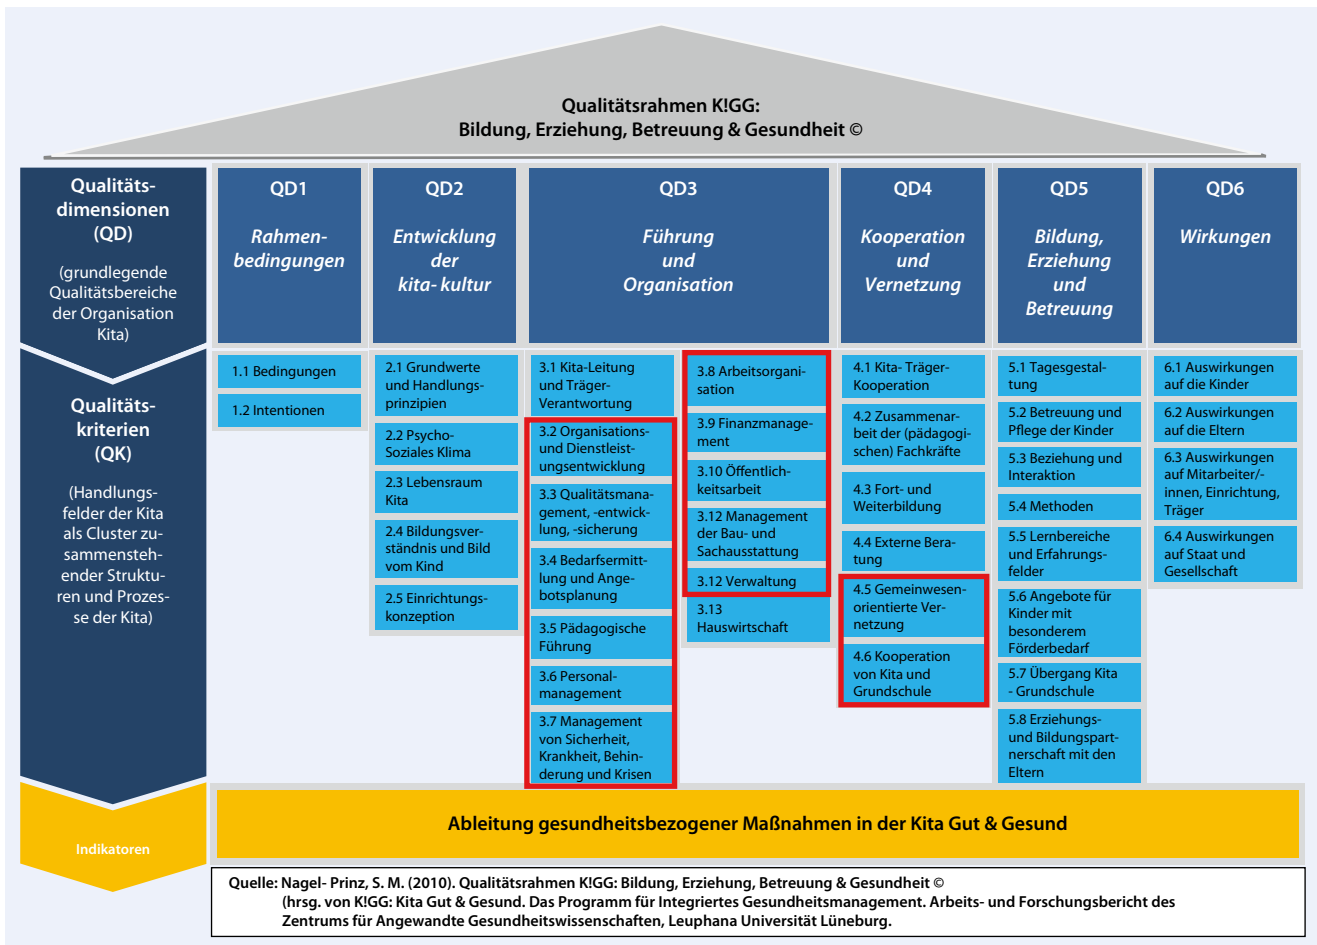 Qualitätsrahmen K!GG:
Bildung, Erziehung, Betreuung & Gesundheit ©
Qualitäts-
dimensionen
(QD)
(grundlegende
Qualitätsbereiche
der Organisation
Kita)
QD1
Rahmen-
bedingungen
QD2
Entwicklung
der
kita- kultur
QD3
Führung
und
Organisation
QD4
Kooperation
und
Vernetzung
QD5
Bildung,
Erziehung
und
Betreuung
QD6
Wirkungen
Qualitäts-
kriterien
(QK)
(Handlungs-
felder der Kita
als Cluster zu-
sammensteh-
ender Struktu-
ren und Prozes-
se der Kita)
1.1 Bedingungen
1.2 Intentionen
2.1 Grundwerte
und Handlungs-
prinzipien
2.2 Psycho-
Soziales Klima
2.3 Lebensraum
Kita
2.4 Bildungsver-
ständnis und Bild
vom Kind
2.5 Einrichtungs-
konzeption
3.1 Kita-Leitung
und Träger-
Verantwortung
3.2 Organisations-
und Dienstleist-
ungsentwicklung
3.3 Qualitätsmana-
gement, -entwick-
lung, -sicherung
3.4 Bedarfsermitt-
lung und Ange-
botsplanung
3.5 Pädagogische
Führung
3.6 Personal-
management
3.7 Management
von Sicherheit,
Krankheit, Behin-
derung und Krisen
3.8 Arbeitsorgani-
sation
3.9 Finanzmanage-
ment
3.10 Öffentlich-
keitsarbeit
3.12 Management
der Bau- und
Sachausstattung
3.12 Verwaltung
3.13
Hauswirtschaft
4.1 Kita- Träger-
Kooperation
4.2 Zusammenar-
beit der (pädagogi-
schen) Fachkräfte
4.3 Fort- und
Weiterbildung
4.4 Externe Bera-
tung
4.5 Gemeinwesen-
orientierte Ver-
netzung
4.6 Kooperation
von Kita und
Grundschule
5.1 Tagesgestal-
tung
5.2 Betreuung und
Pflege der Kinder
5.3 Beziehung und
Interaktion
5.4 Methoden
5.5 Lernbereiche
und Erfahrungs-
felder
5.6 Angebote für
Kinder mit
besonderem
Förderbedarf
5.7 Übergang Kita
- Grundschule
5.8 Erziehungs-
und Bildungspart-
nerschaft mit den
Eltern
6.1 Auswirkungen
auf die Kinder
6.2 Auswirkungen
auf die Eltern
6.3 Auswirkungen
auf Mitarbeiter/-
innen, Einrichtung,
Träger
6.4 Auswirkungen
auf Staat und
Gesellschaft
Indikatoren
Ableitung gesundheitsbezogener Maßnahmen in der Kita Gut & Gesund
Quelle: Nagel- Prinz, S. M. (2010). Qualitätsrahmen K!GG: Bildung, Erziehung, Betreuung & Gesundheit ©
(hrsg. von K!GG: Kita Gut & Gesund. Das Programm für Integriertes Gesundheitsmanagement. Arbeits- und Forschungsbericht des
Zentrums für Angewandte Gesundheitswissenschaften, Leuphana Universität Lüneburg.